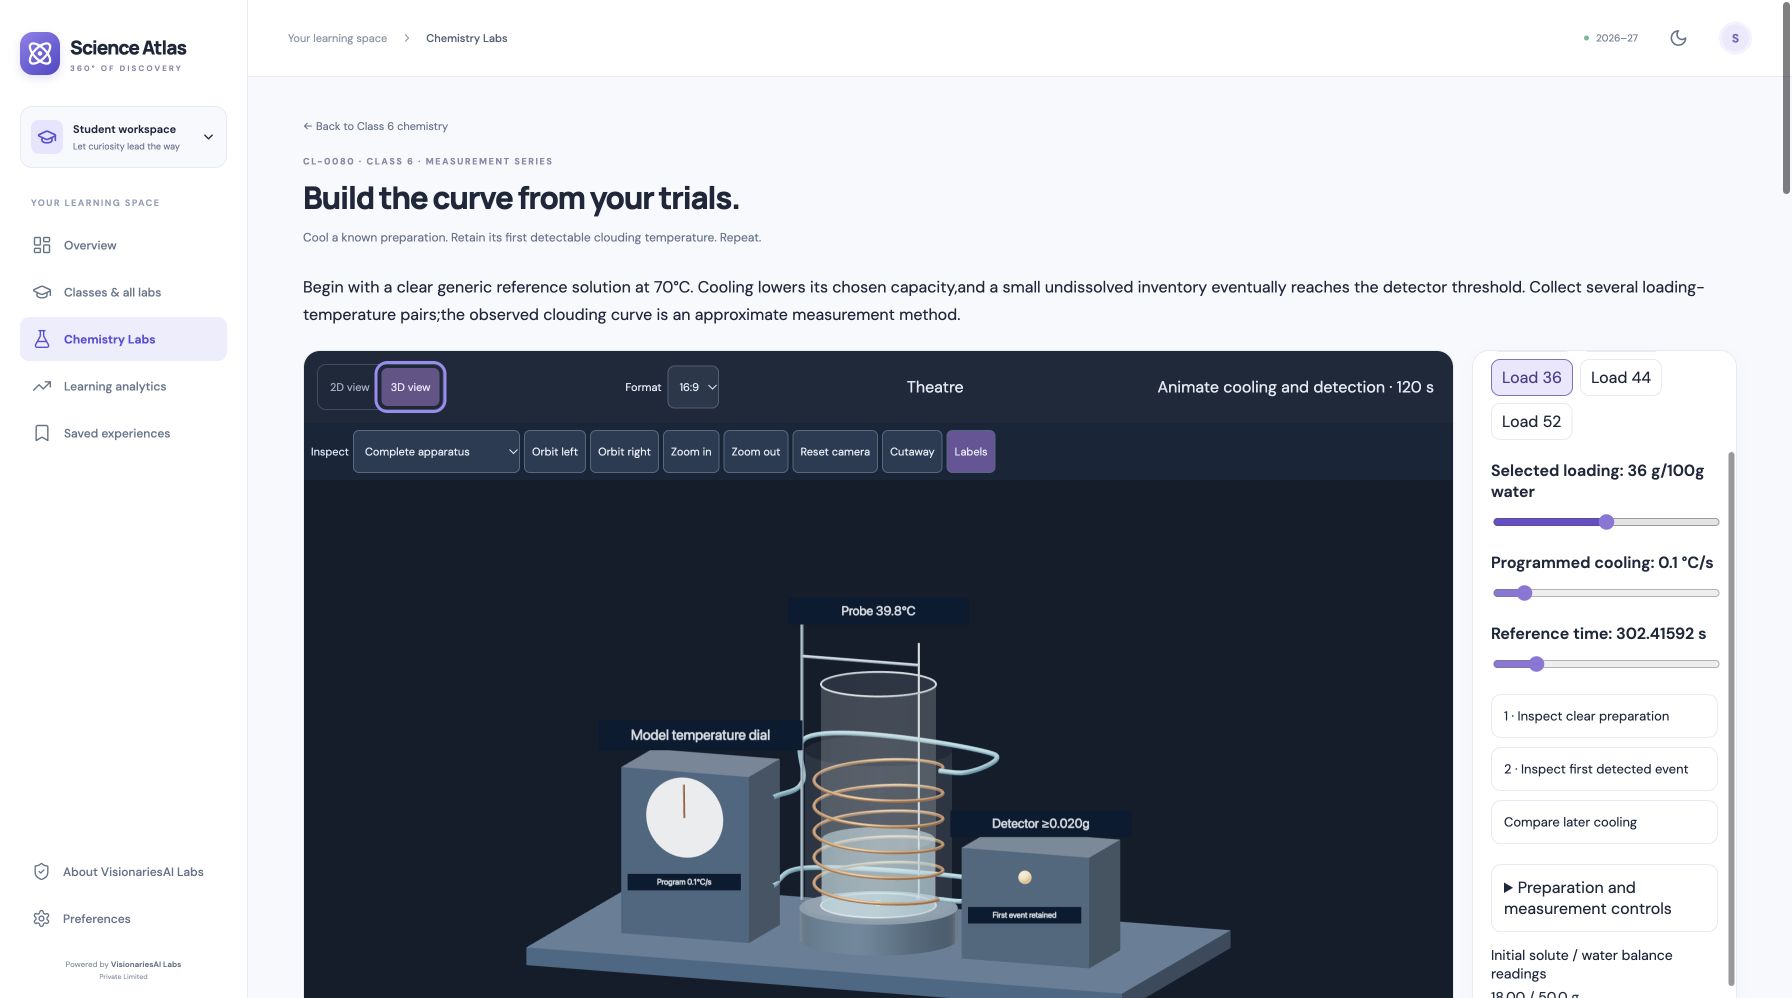 Science Atlas
360° OF DISCOVERY
Student workspace
Let curiosity lead the way
YOUR LEARNING SPACE
Overview
Classes & all labs
Chemistry Labs
Learning analytics
Saved experiences
About VisionariesAI Labs
Preferences
Powered by VisionariesAI Labs
Private Limited
Your learning space > Chemistry Labs
2026–27
S
← Back to Class 6 chemistry
CL-0080 · CLASS 6 · MEASUREMENT SERIES
Build the curve from your trials.
Cool a known preparation. Retain its first detectable clouding temperature. Repeat.
Begin with a clear generic reference solution at 70°C. Cooling lowers its chosen capacity,and a small undissolved inventory eventually reaches the detector threshold. Collect several loading-
temperature pairs;the observed clouding curve is an approximate measurement method.
2D view 3D view Format 16:9 Theatre Animate cooling and detection · 120 s
Inspect Complete apparatus Orbit left Orbit right Zoom in Zoom out Reset camera Cutaway Labels
Probe 39.8°C
Model temperature dial
Program 0.1°C/s
Detector ≥0.020g
First event retained
Load 36 Load 44
Load 52
Selected loading: 36 g/100g
water
Programmed cooling: 0.1 °C/s
Reference time: 302.41592 s
1 · Inspect clear preparation
2 · Inspect first detected event
Compare later cooling
▶ Preparation and
measurement controls
Initial solute / water balance
readings
18.00 / 50.0 g